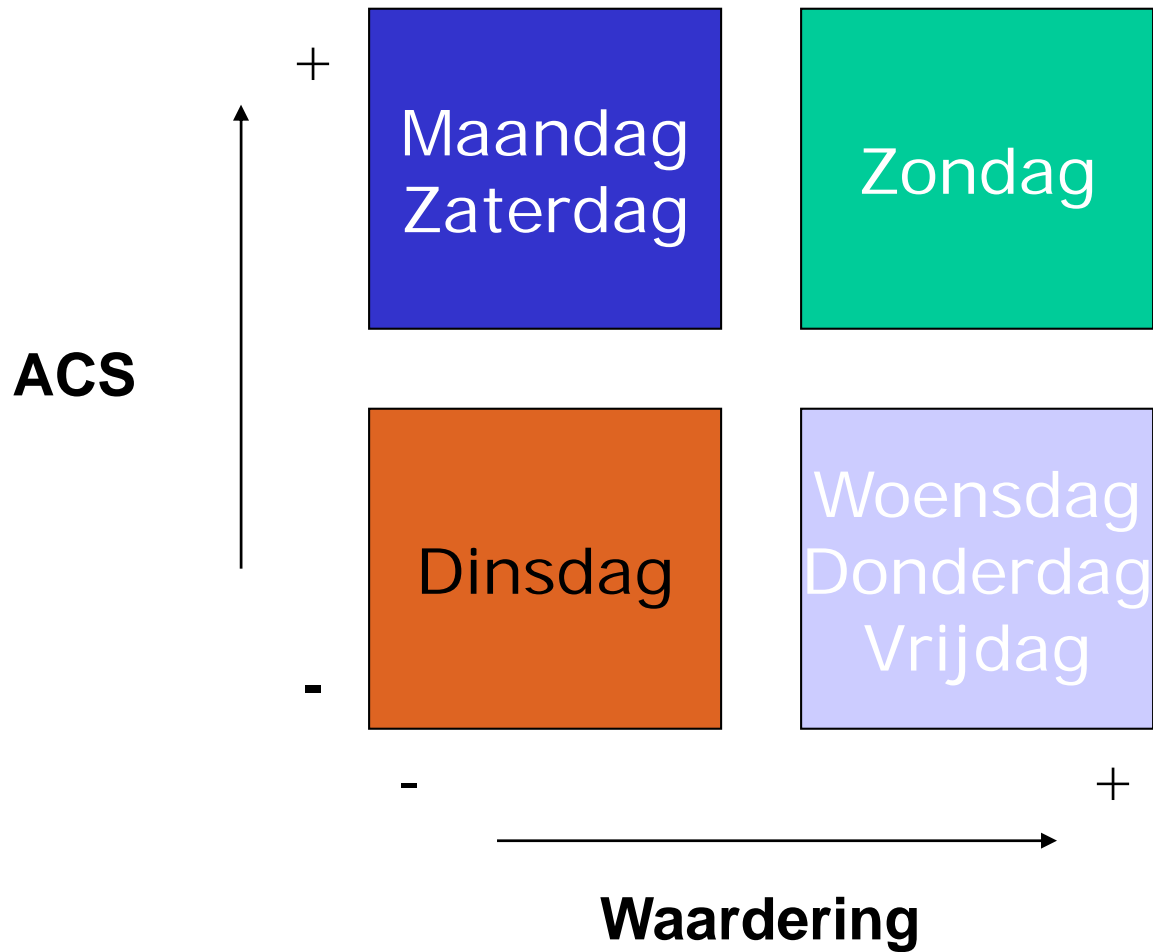 +
Maandag
Zaterdag
Zondag
ACS
Dinsdag
Woensdag
Donderdag
Vrijdag
-
-
+
Waardering